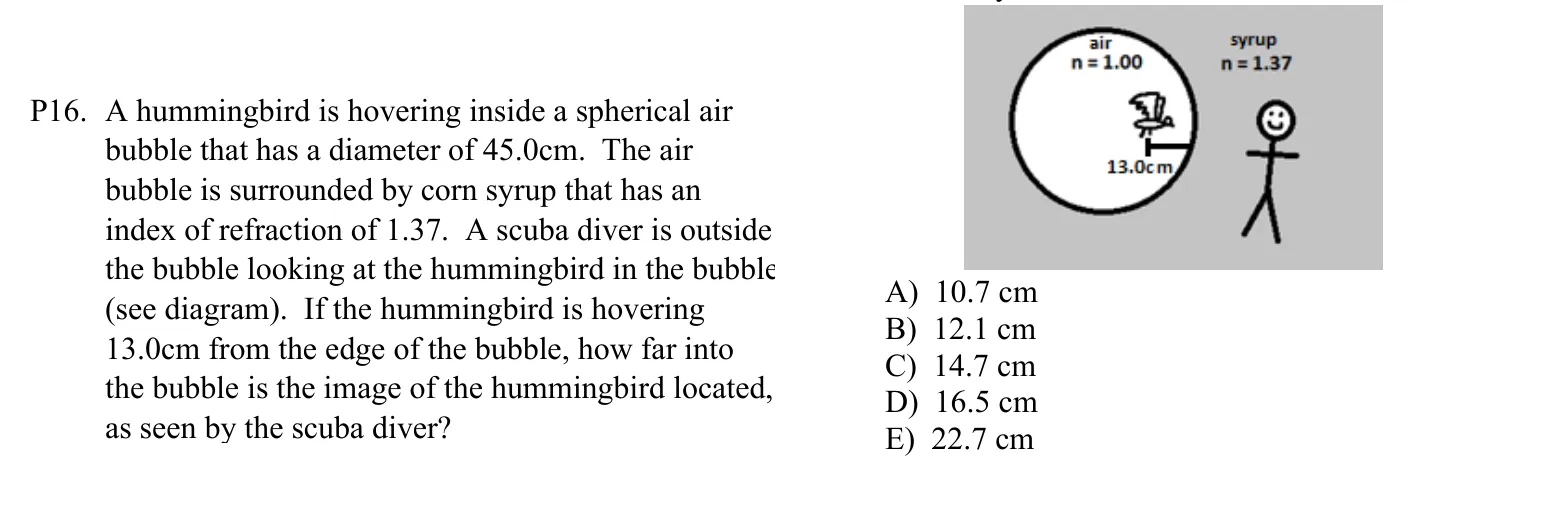 P16. A hummingbird is hovering inside a spherical air
bubble that has a diameter of 45.0cm. The air
bubble is surrounded by corn syrup that has an
index of refraction of 1.37. A scuba diver is outside
the bubble looking at the hummingbird in the bubble
(see diagram). If the hummingbird is hovering
13.0cm from the edge of the bubble, how far into
the bubble is the image of the hummingbird located,
as seen by the scuba diver?
air
n = 1.00
syrup
n = 1.37
13.0cm
A) 10.7 cm
B) 12.1 cm
C) 14.7 cm
D) 16.5 cm
E) 22.7 cm